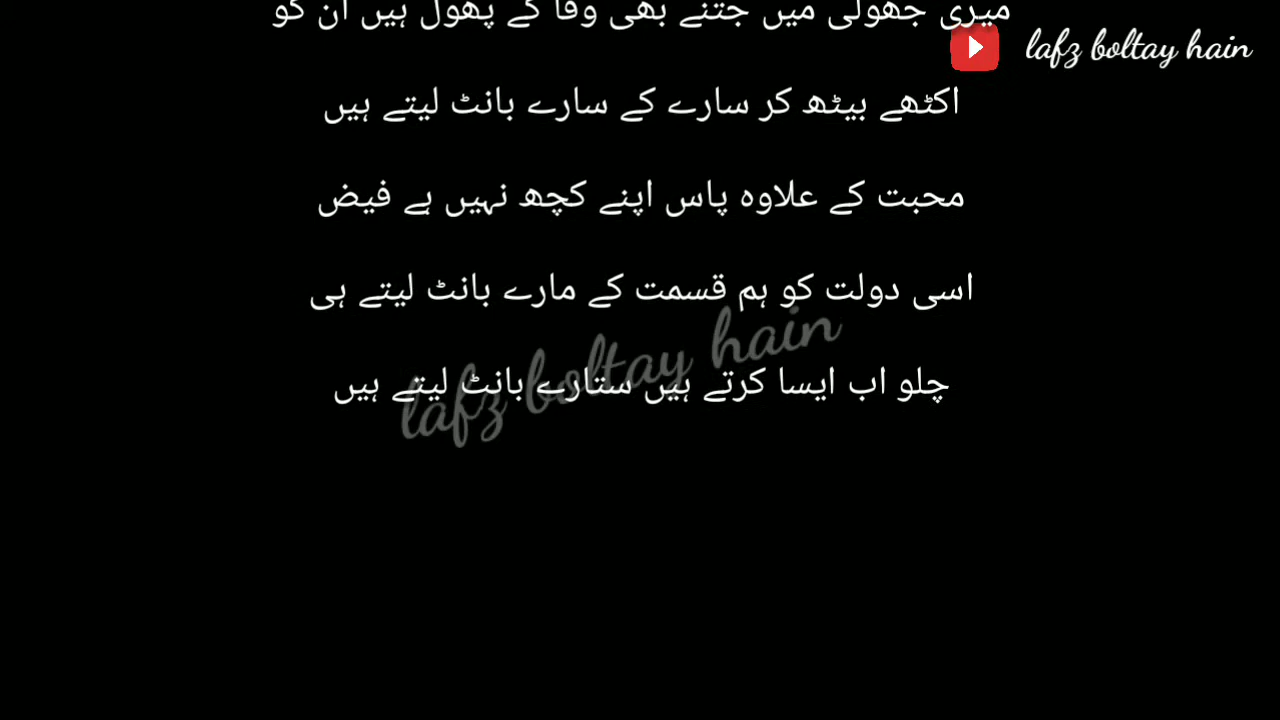 میری جھولی میں جتنے بھی وفا کے پھول ہیں ان کو
lafz boltay hain
اکٹھے بیٹھ کر سارے کے سارے بانٹ لیتے ہیں
محبت کے علاوہ پاس اپنے کچھ نہیں ہے فیض
اسی دولت کو ہم قسمت کے مارے بانٹ لیتے ہی
lafz boltay hain
چلو اب ایسا کرتے ہیں ستارے بانٹ لیتے ہیں